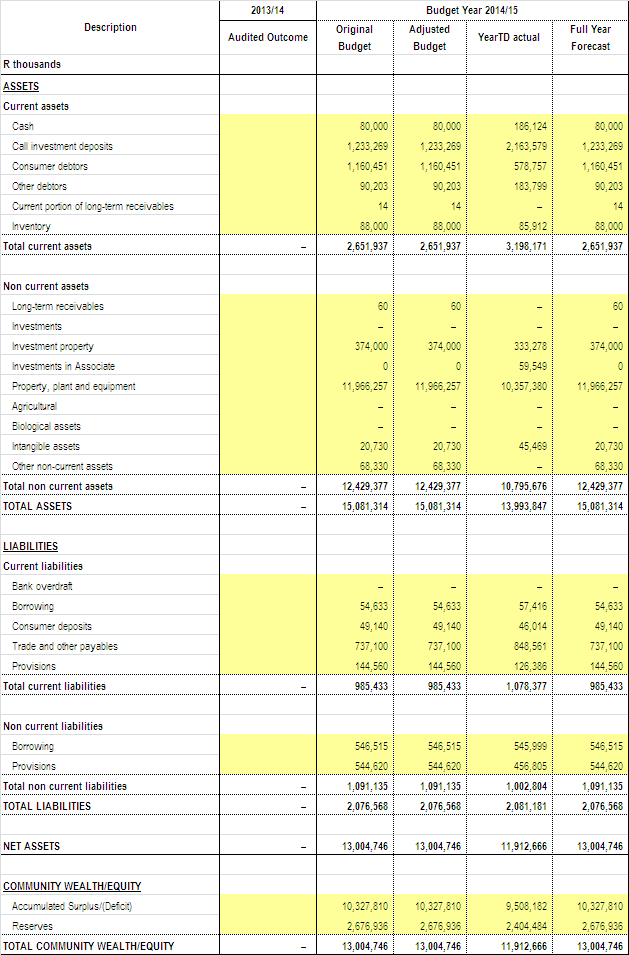 2013/14 Budget Year 2014/15
Description Audited Outcome Original Budget Adjusted Budget YearTD actual Full Year Forecast
R thousands
ASSETS
Current assets
Cash 80,000 80,000 186,124 80,000
Call investment deposits 1,233,269 1,233,269 2,163,579 1,233,269
Consumer debtors 1,160,451 1,160,451 578,757 1,160,451
Other debtors 90,203 90,203 183,799 90,203
Current portion of long-term receivables 14 14 – 14
Inventory 88,000 88,000 85,912 88,000
Total current assets – 2,651,937 2,651,937 3,198,171 2,651,937
Non current assets
Long-term receivables 60 60 – 60
Investments – – – –
Investment property 374,000 374,000 333,278 374,000
Investments in Associate 0 0 59,549 0
Property, plant and equipment 11,966,257 11,966,257 10,357,380 11,966,257
Agricultural – – – –
Biological assets – – – –
Intangible assets 20,730 20,730 45,469 20,730
Other non-current assets 68,330 68,330 – 68,330
Total non current assets – 12,429,377 12,429,377 10,795,676 12,429,377
TOTAL ASSETS – 15,081,314 15,081,314 13,993,847 15,081,314
LIABILITIES
Current liabilities
Bank overdraft – – – –
Borrowing 54,633 54,633 57,416 54,633
Consumer deposits 49,140 49,140 46,014 49,140
Trade and other payables 737,100 737,100 848,561 737,100
Provisions 144,560 144,560 126,386 144,560
Total current liabilities – 985,433 985,433 1,078,377 985,433
Non current liabilities
Borrowing 546,515 546,515 545,999 546,515
Provisions 544,620 544,620 456,805 544,620
Total non current liabilities – 1,091,135 1,091,135 1,002,804 1,091,135
TOTAL LIABILITIES – 2,076,568 2,076,568 2,081,181 2,076,568
NET ASSETS – 13,004,746 13,004,746 11,912,666 13,004,746
COMMUNITY WEALTH/EQUITY
Accumulated Surplus/(Deficit) 10,327,810 10,327,810 9,508,182 10,327,810
Reserves 2,676,936 2,676,936 2,404,484 2,676,936
TOTAL COMMUNITY WEALTH/EQUITY – 13,004,746 13,004,746 11,912,666 13,004,746